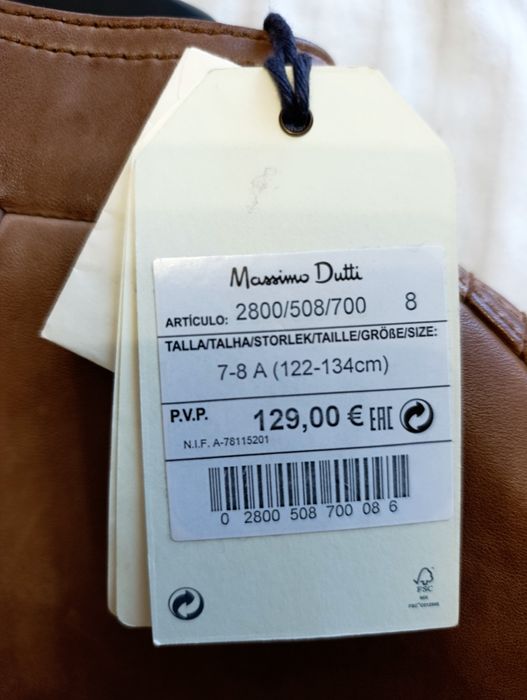 Massimo Dutti
ARTÍCULO: 2800/508/700 8
TALLA/TALHA/STORLEK/TAILLE/GRÖßE/SIZE:
7-8 A (122-134cm)
P.V.P. 129,00 € EAC
N.I.F. A-78115201
0 2800 508 700 08 6
FSC
MIX